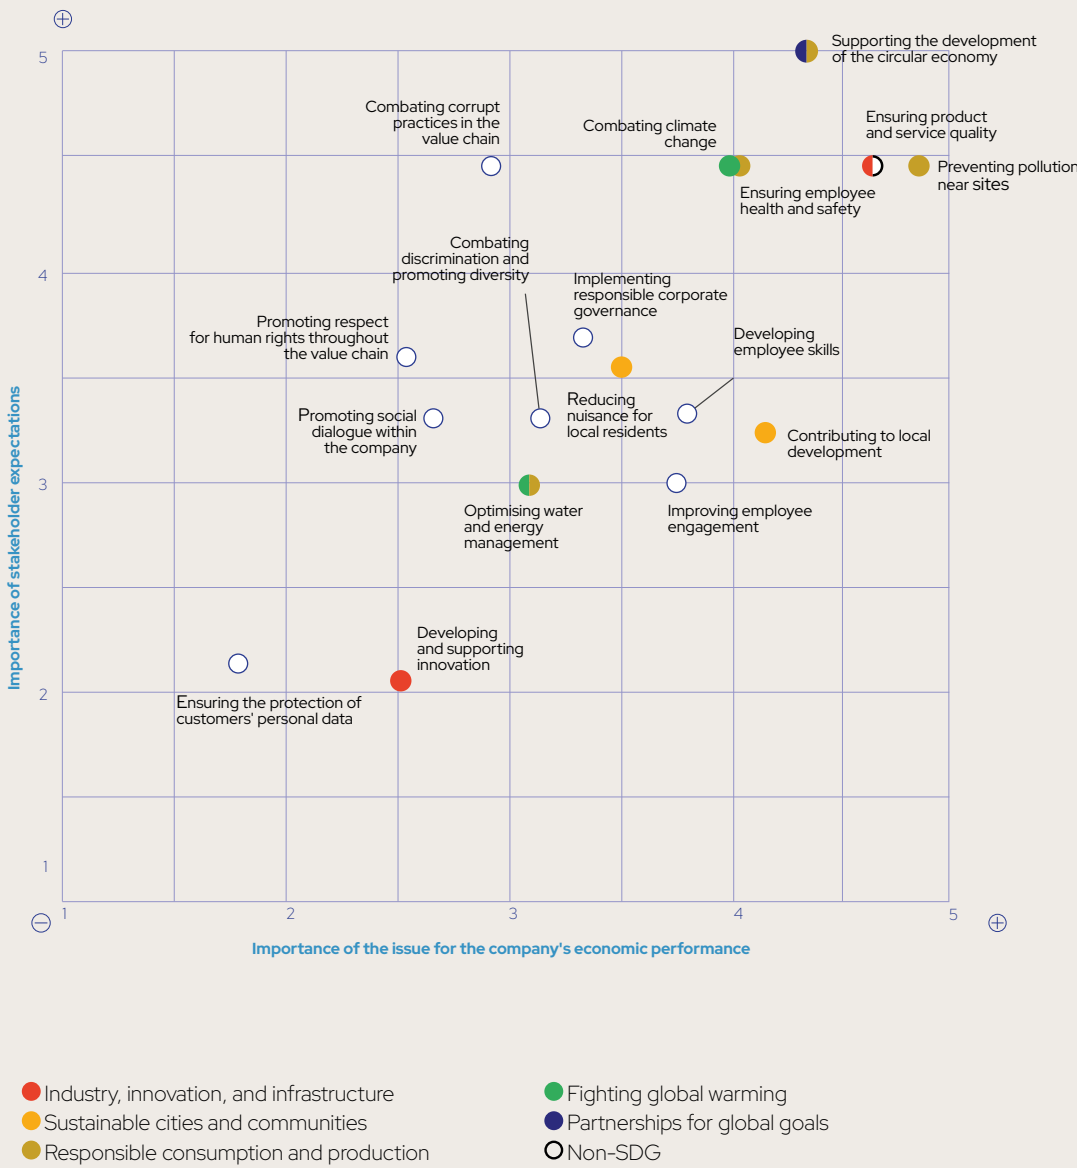 5
Supporting the development
of the circular economy
Combating corrupt
practices in the
value chain
Combating climate
change
Ensuring product
and service quality
Preventing pollution
near sites
Ensuring employee
health and safety
4
Combating
discrimination and
promoting diversity
Implementing
responsible corporate
governance
Promoting respect
for human rights throughout
the value chain
Developing
employee skills
Promoting social
dialogue within
the company
Reducing
nuisance for
local residents
Contributing to local
development
3
Optimising water
and energy
management
Improving employee
engagement
Developing
and supporting
innovation
2
Ensuring the protection of
customers' personal data
1
Importance of stakeholder expectations
1 2 3 4 5
Importance of the issue for the company's economic performance
Industry, innovation, and infrastructure
Sustainable cities and communities
Responsible consumption and production
Fighting global warming
Partnerships for global goals
Non-SDG